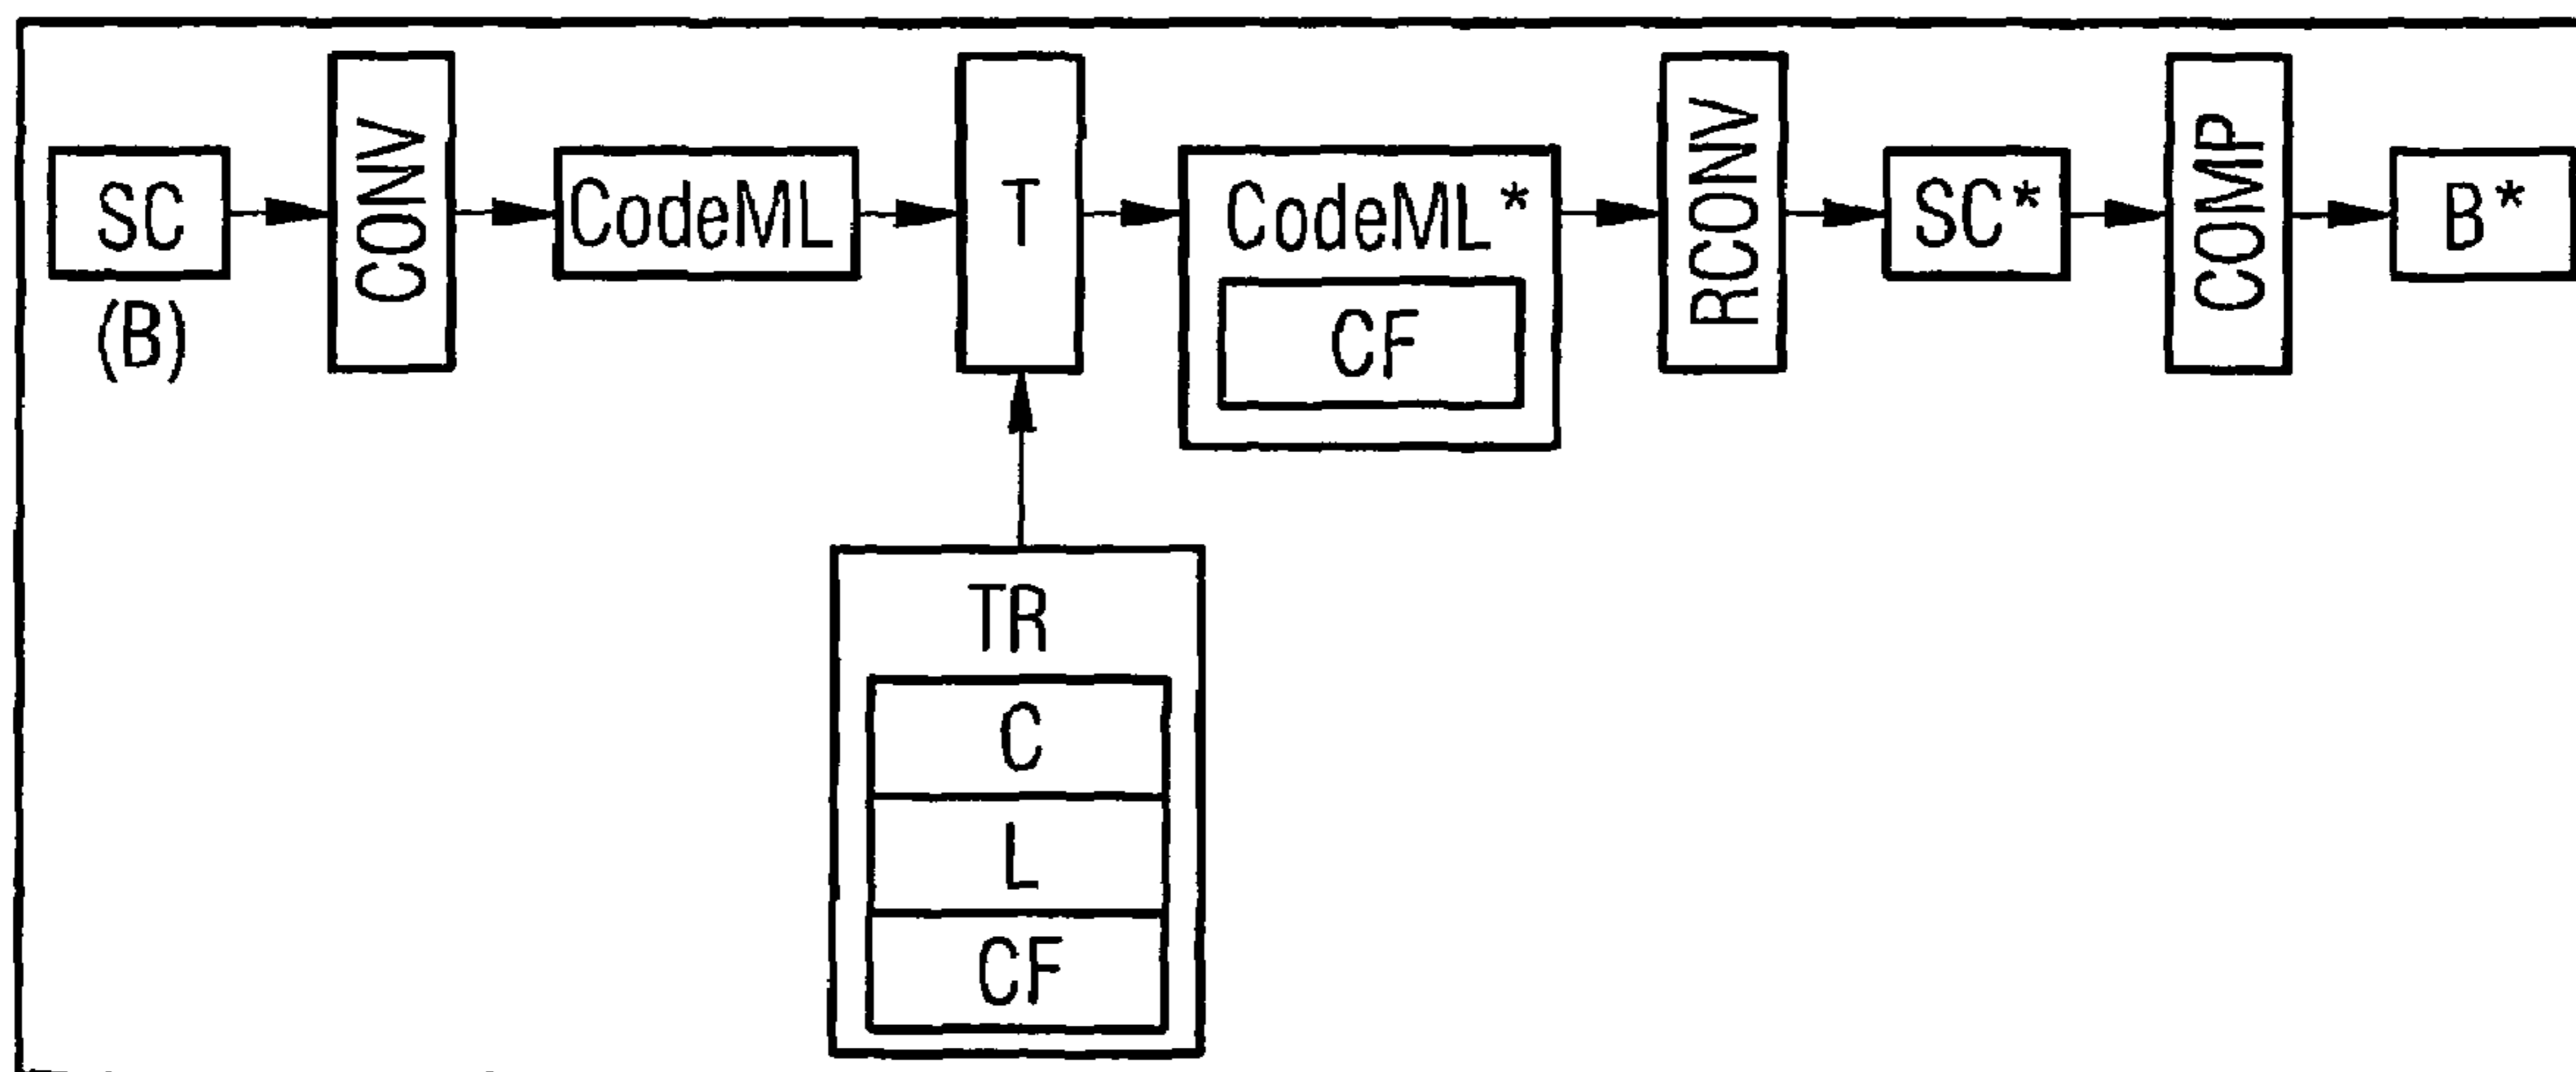 SC
(B)
CONV
CodeML
T
CodeML*
CF
RCONV
SC*
COMP
B*
TR
C
L
CF